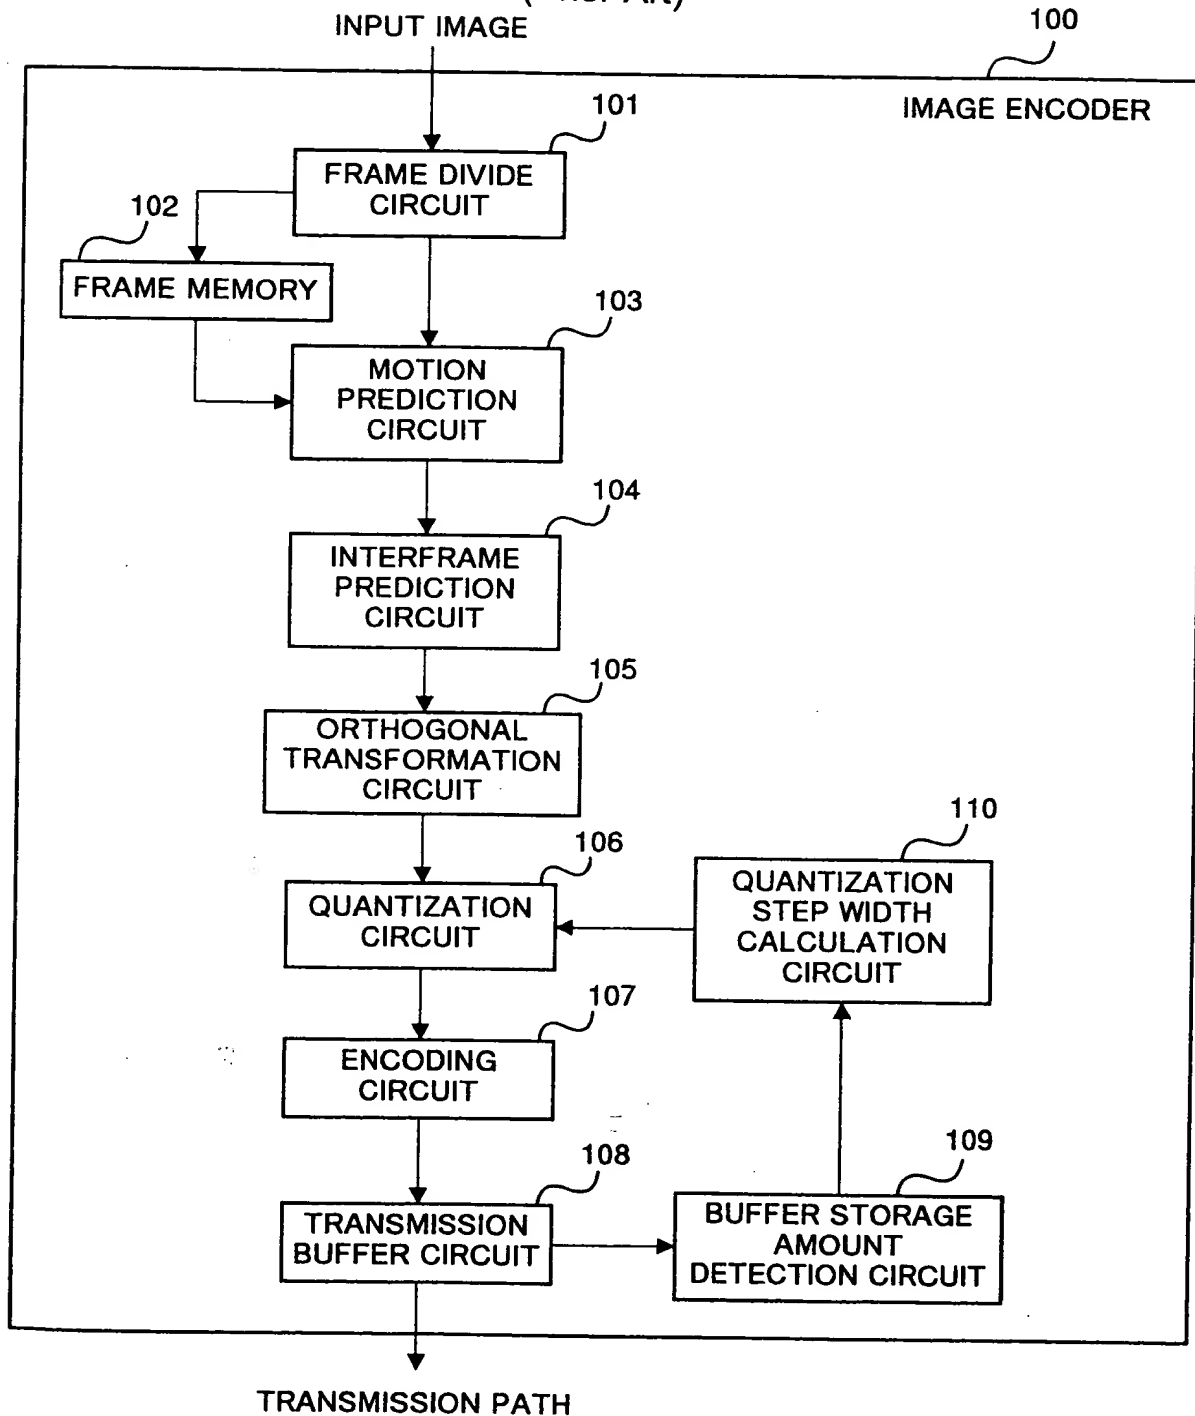 INPUT IMAGE
100
IMAGE ENCODER
101
FRAME DIVIDE
CIRCUIT
102
FRAME MEMORY
103
MOTION
PREDICTION
CIRCUIT
104
INTERFRAME
PREDICTION
CIRCUIT
105
ORTHOGONAL
TRANSFORMATION
CIRCUIT
106
QUANTIZATION
CIRCUIT
110
QUANTIZATION
STEP WIDTH
CALCULATION
CIRCUIT
107
ENCODING
CIRCUIT
108
TRANSMISSION
BUFFER CIRCUIT
109
BUFFER STORAGE
AMOUNT
DETECTION CIRCUIT
TRANSMISSION PATH